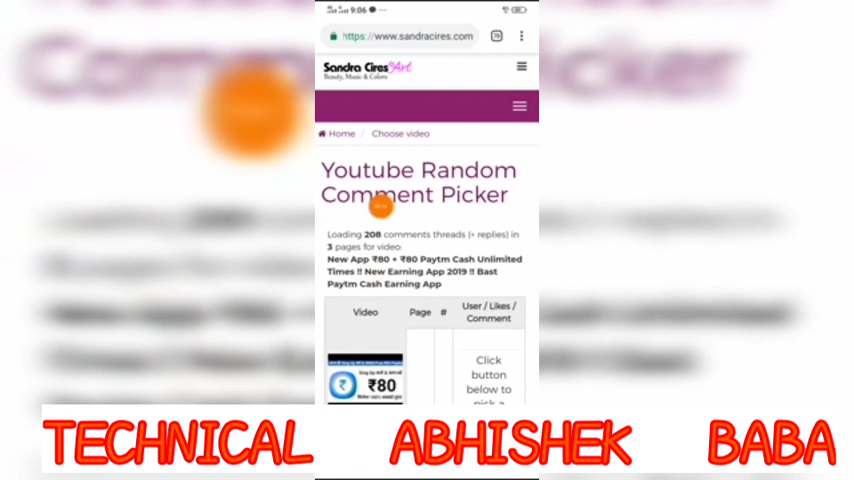 9:06
https://www.sandracires.com
Sandra Cires Art
Beauty, Music & Colors
Home / Choose video
Youtube Random
Comment Picker
Loading 208 comments threads (+ replies) in
3 pages for video:
New App ₹80 + ₹80 Paytm Cash Unlimited
Times !! New Earning App 2019 !! Bast
Paytm Cash Earning App
Video Page # User / Likes /
Comment
₹80
Click
button
below to
pick a
TECHNICAL ABHISHEK BABA